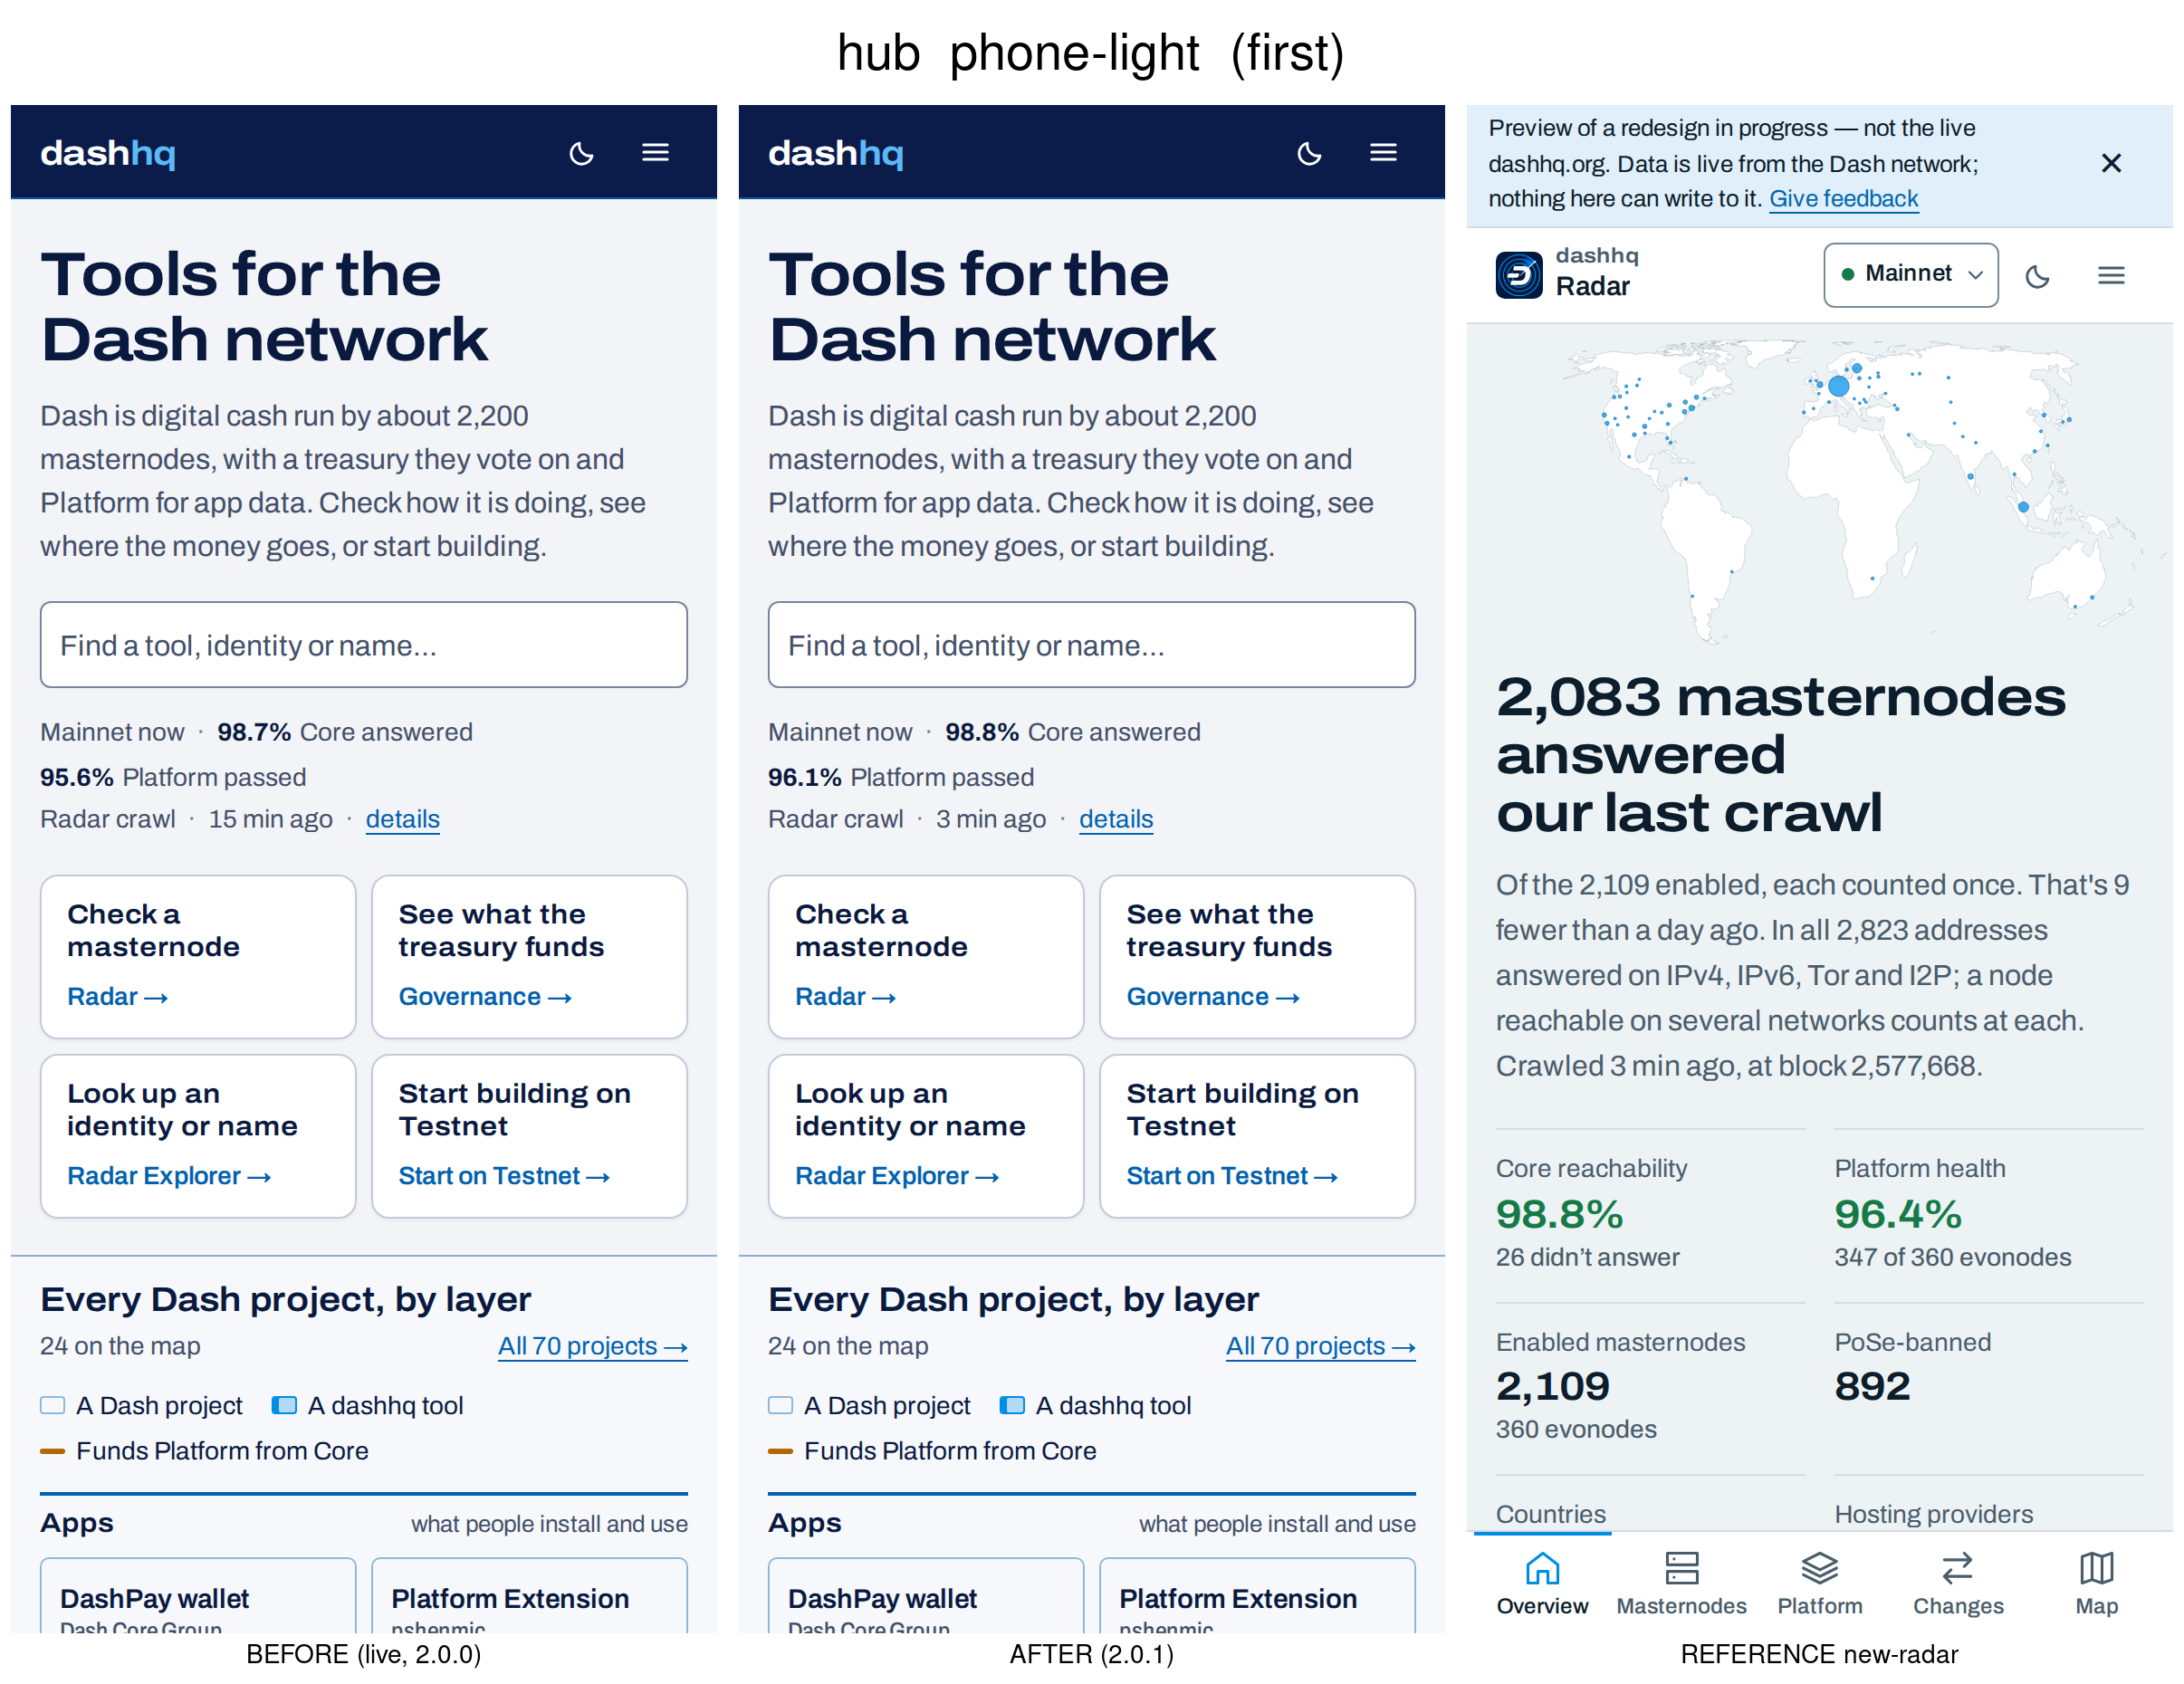 hub phone-light (first)
dashhq
Tools for the
Dash network
Dash is digital cash run by about 2,200
masternodes, with a treasury they vote on and
Platform for app data. Check how it is doing, see
where the money goes, or start building.
Find a tool, identity or name...
Mainnet now · 98.7% Core answered
95.6% Platform passed
Radar crawl · 15 min ago · details
Check a
masternode
Radar →
See what the
treasury funds
Governance →
Look up an
identity or name
Radar Explorer →
Start building on
Testnet
Start on Testnet →
Every Dash project, by layer
24 on the map
All 70 projects →
A Dash project
A dashhq tool
Funds Platform from Core
Apps
what people install and use
DashPay wallet
Dash Core Group
Platform Extension
pshenmic
BEFORE (live, 2.0.0)
dashhq
Tools for the
Dash network
Dash is digital cash run by about 2,200
masternodes, with a treasury they vote on and
Platform for app data. Check how it is doing, see
where the money goes, or start building.
Find a tool, identity or name...
Mainnet now · 98.8% Core answered
96.1% Platform passed
Radar crawl · 3 min ago · details
Check a
masternode
Radar →
See what the
treasury funds
Governance →
Look up an
identity or name
Radar Explorer →
Start building on
Testnet
Start on Testnet →
Every Dash project, by layer
24 on the map
All 70 projects →
A Dash project
A dashhq tool
Funds Platform from Core
Apps
what people install and use
DashPay wallet
Dash Core Group
Platform Extension
pshenmic
AFTER (2.0.1)
Preview of a redesign in progress — not the live
dashhq.org. Data is live from the Dash network;
nothing here can write to it. Give feedback
dashhq
Radar
Mainnet
2,083 masternodes
answered
our last crawl
Of the 2,109 enabled, each counted once. That's 9
fewer than a day ago. In all 2,823 addresses
answered on IPv4, IPv6, Tor and I2P; a node
reachable on several networks counts at each.
Crawled 3 min ago, at block 2,577,668.
Core reachability
98.8%
26 didn’t answer
Platform health
96.4%
347 of 360 evonodes
Enabled masternodes
2,109
360 evonodes
PoSe-banned
892
Countries
Hosting providers
Overview
Masternodes
Platform
Changes
Map
REFERENCE new-radar